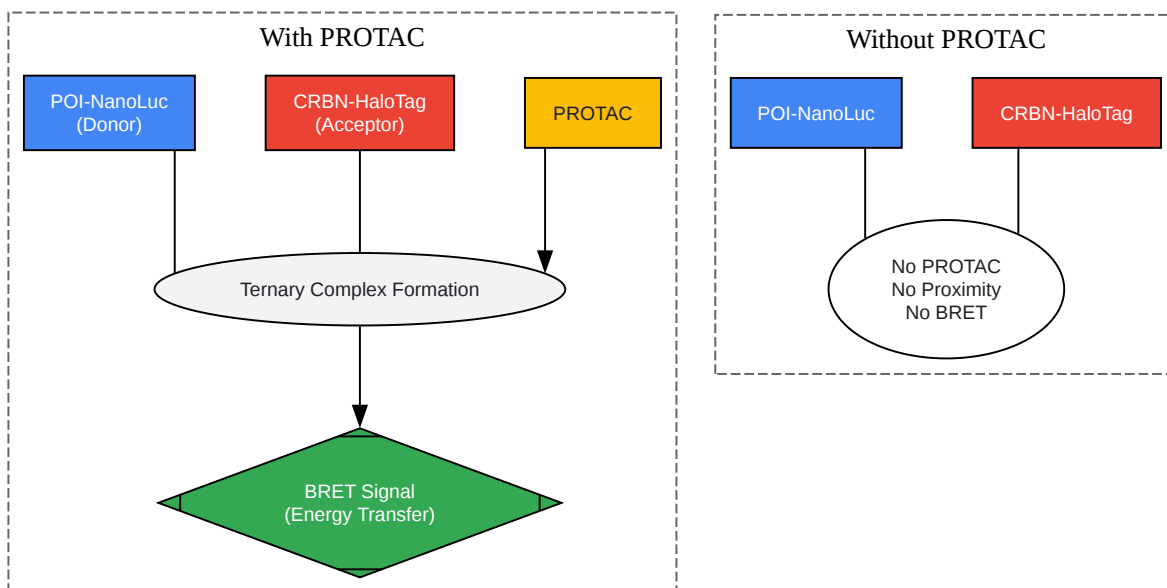 With PROTAC
POI-NanoLuc
(Donor)
CRBN-HaloTag
(Acceptor)
PROTAC
Ternary Complex Formation
BRET Signal
(Energy Transfer)
Without PROTAC
POI-NanoLuc
CRBN-HaloTag
No PROTAC
No Proximity
No BRET